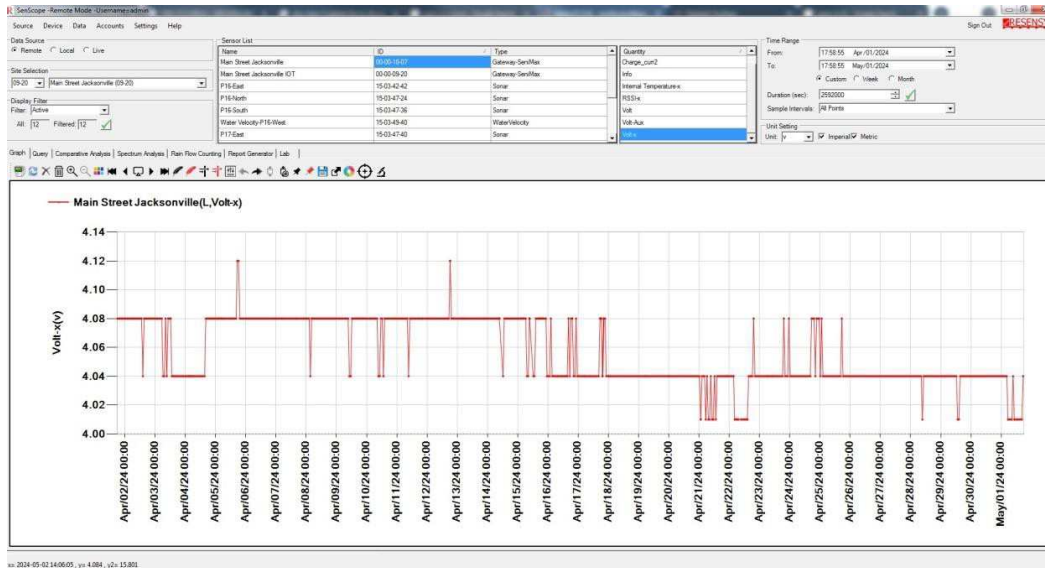 SenScope -Remote Mode -Username=admin
Source Device Data Accounts Settings Help
Sign Out RESENSYS
Data Source
Remote Local Live
Site Selection
09-20 Main Street Jacksonville (09-20)
Display Filter
Filter: Active
All: 12 Filtered: 12
Sensor List
Name ID Type
Main Street Jacksonville 00-00-18-07 Gateway-SeniMax
Main Street Jacksonville IOT 00-00-09-20 Gateway-SeniMax
P16-East 15-03-42-42 Sonar
P16-North 15-03-47-24 Sonar
P16-South 15-03-47-36 Sonar
Water Velocity-P16-West 15-03-49-40 WaterVelocity
P17-East 15-03-47-40 Sonar
Quantity
Charge_curr2
Info
Internal Temperature-x
RSSI-x
Volt
Volt-Aux
Volt-x
Time Range
From: 17:58:55 Apr./01/2024
To: 17:58:55 May/01/2024
Custom Week Month
Duration (sec): 2592000
Sample Intervals: All Points
Unit Setting
Unit: v Imperial Metric
Graph Query Comparative Analysis Spectrum Analysis Rain Flow Counting Report Generator Lab
Main Street Jacksonville(L,Volt-x)
Volt-x(v)
4.14
4.12
4.10
4.08
4.06
4.04
4.02
4.00
Apr/02/24 00:00
Apr/03/24 00:00
Apr/04/24 00:00
Apr/05/24 00:00
Apr/06/24 00:00
Apr/07/24 00:00
Apr/08/24 00:00
Apr/09/24 00:00
Apr/10/24 00:00
Apr/11/24 00:00
Apr/12/24 00:00
Apr/13/24 00:00
Apr/14/24 00:00
Apr/15/24 00:00
Apr/16/24 00:00
Apr/17/24 00:00
Apr/18/24 00:00
Apr/19/24 00:00
Apr/20/24 00:00
Apr/21/24 00:00
Apr/22/24 00:00
Apr/23/24 00:00
Apr/24/24 00:00
Apr/25/24 00:00
Apr/26/24 00:00
Apr/27/24 00:00
Apr/28/24 00:00
Apr/29/24 00:00
Apr/30/24 00:00
May/01/24 00:00
x= 2024-05-02 14:06:05 , y= 4.084 , y2= 15.801